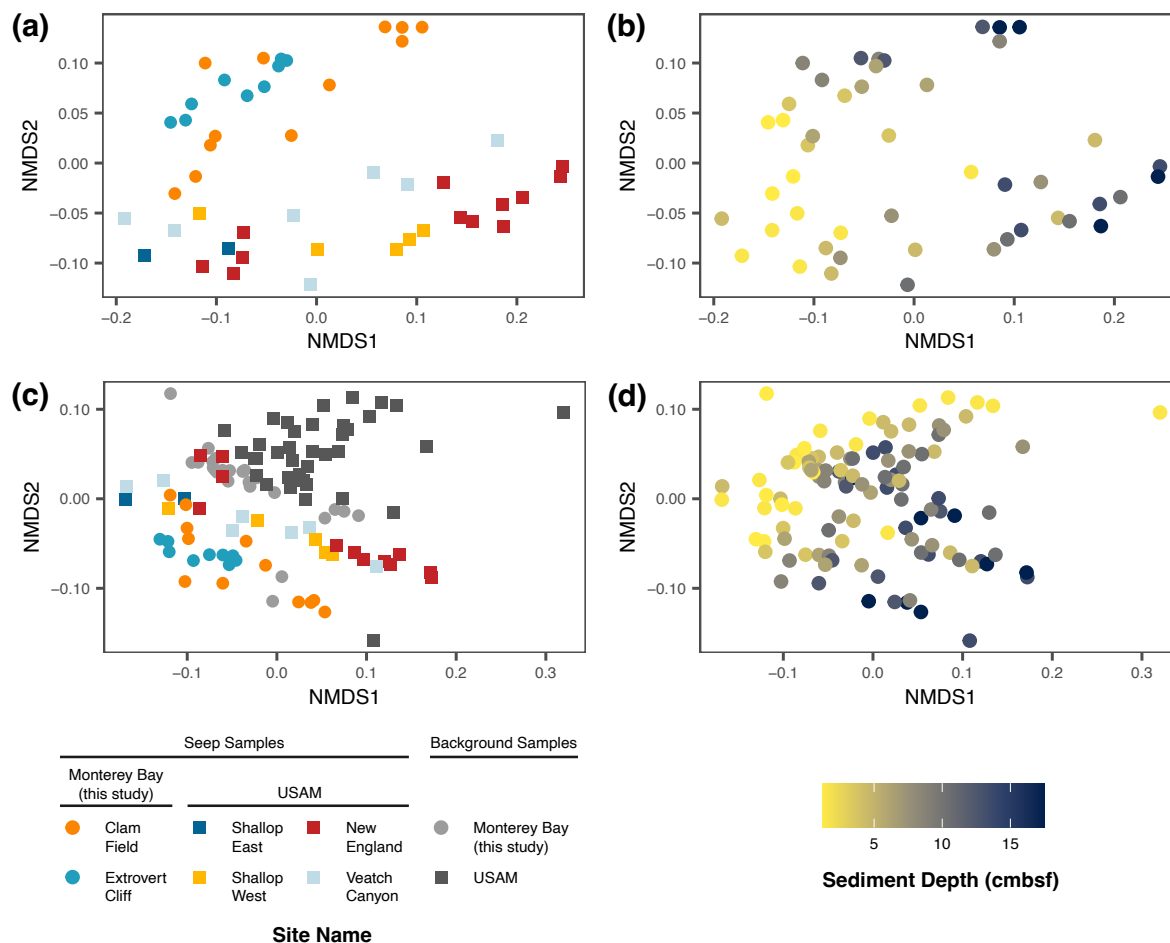 (a)
0.10
0.05
0.00
−0.05
−0.10
NMDS2
−0.2
−0.1
0.0
0.1
0.2
NMDS1
(b)
0.10
0.05
0.00
−0.05
−0.10
NMDS2
−0.2
−0.1
0.0
0.1
0.2
NMDS1
(c)
0.10
0.00
−0.10
NMDS2
−0.1
0.0
0.1
0.2
0.3
NMDS1
(d)
0.10
0.00
−0.10
NMDS2
−0.1
0.0
0.1
0.2
0.3
NMDS1
Seep Samples
Background Samples
Monterey Bay
(this study)
USAM
Clam
Field
Shallop
East
New
England
Monterey Bay
(this study)
Extrovert
Cliff
Shallop
West
Veatch
Canyon
USAM
Site Name
5
10
15
Sediment Depth (cmbsf)